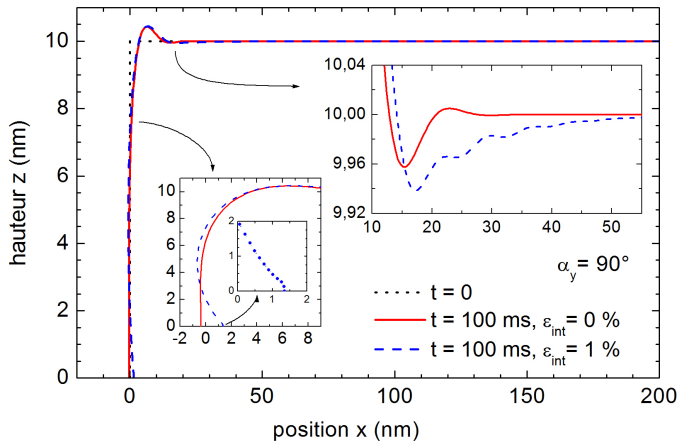 hauteur z (nm)
10
8
6
4
2
0
10,04
10,00
9,96
9,92
10 20 30 40 50
10
8
6
4
2
0
-2 0 2 4 6 8
2
1
0
0 1 2
αy= 90°
t = 0
t = 100 ms, εint= 0 %
t = 100 ms, εint= 1 %
0 50 100 150 200
position x (nm)